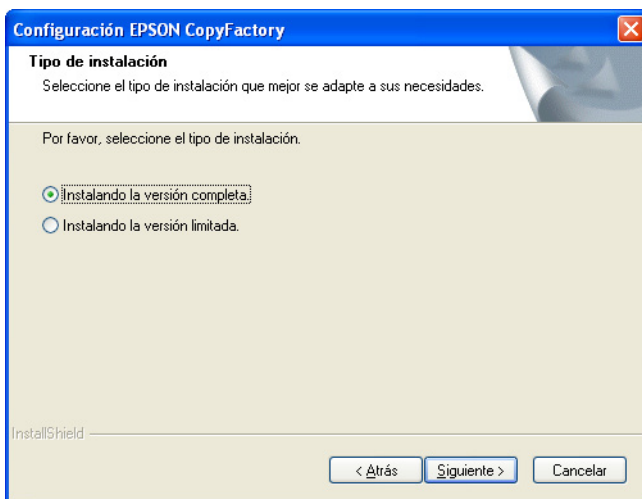 Configuración EPSON CopyFactory
Tipo de instalación
Seleccione el tipo de instalación que mejor se adapte a sus necesidades.
Por favor, seleccione el tipo de instalación.
Instalando la versión completa.
Instalando la versión limitada.
InstallShield
< Atrás
Siguiente >
Cancelar